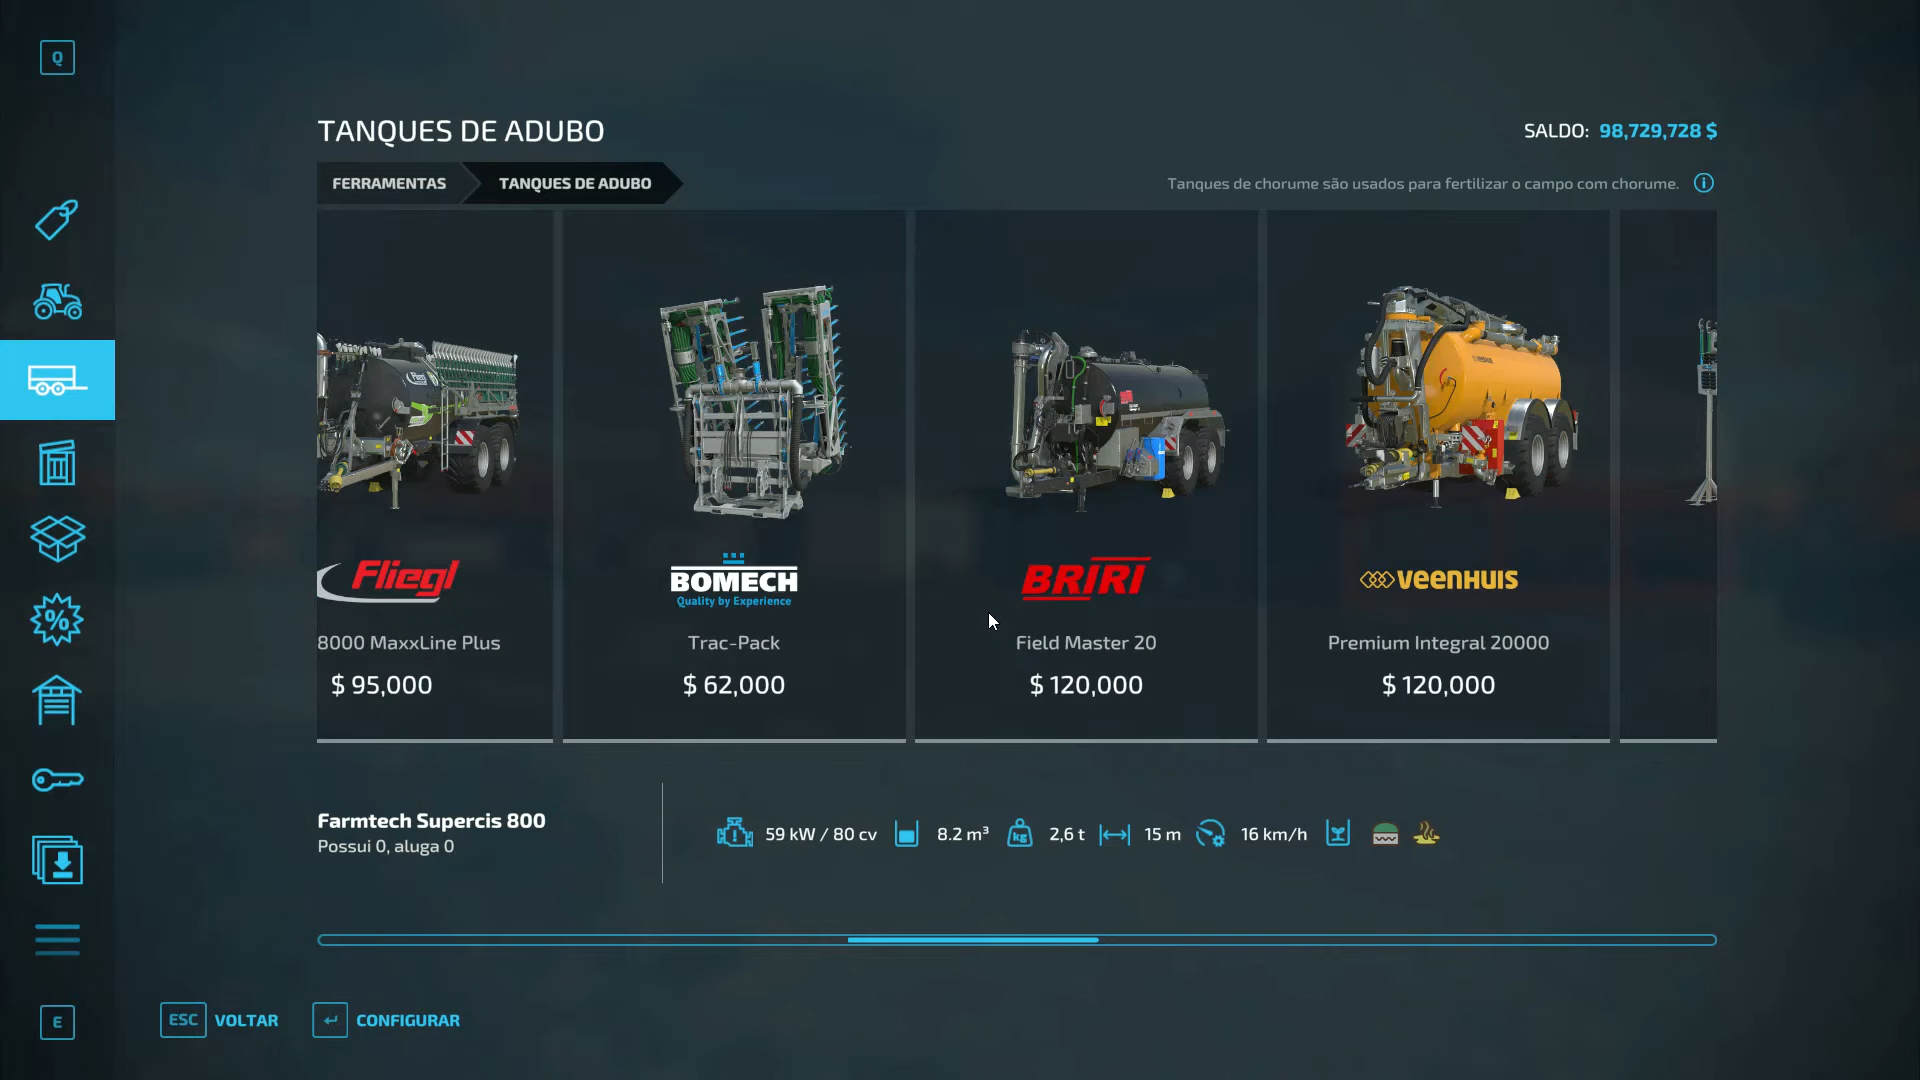 Q
TANQUES DE ADUBO
SALDO: 98,729,728 $
FERRAMENTAS
TANQUES DE ADUBO
Tanques de chorume são usados para fertilizar o campo com chorume.
Fliegl
BOMECH
Quality by Experience
BRIRI
VEENHUIS
8000 MaxxLine Plus
Trac-Pack
Field Master 20
Premium Integral 20000
$ 95,000
$ 62,000
$ 120,000
$ 120,000
Farmtech Supercis 800
Possui 0, aluga 0
59 kW / 80 cv
kg
8.2 m³
2,6 t
15 m
16 km/h
E
ESC VOLTAR
CONFIGURAR